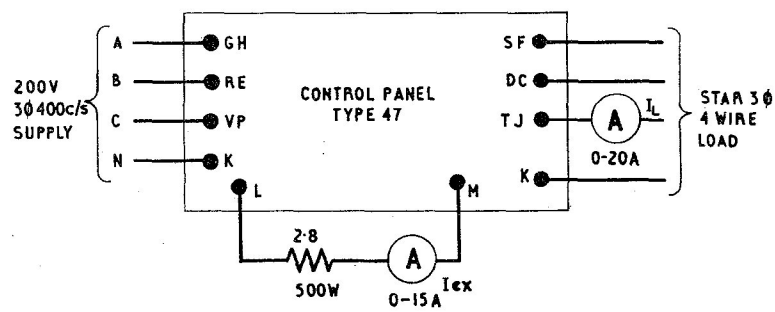 200V
3ϕ400c/s
SUPPLY
A
B
C
N
GH
RE
VP
K
L
CONTROL PANEL
TYPE 47
SF
DC
TJ
K
M
A
I_L
0-20A
STAR 3ϕ
4 WIRE
LOAD
2·8
500W
A
Iex
0-15A